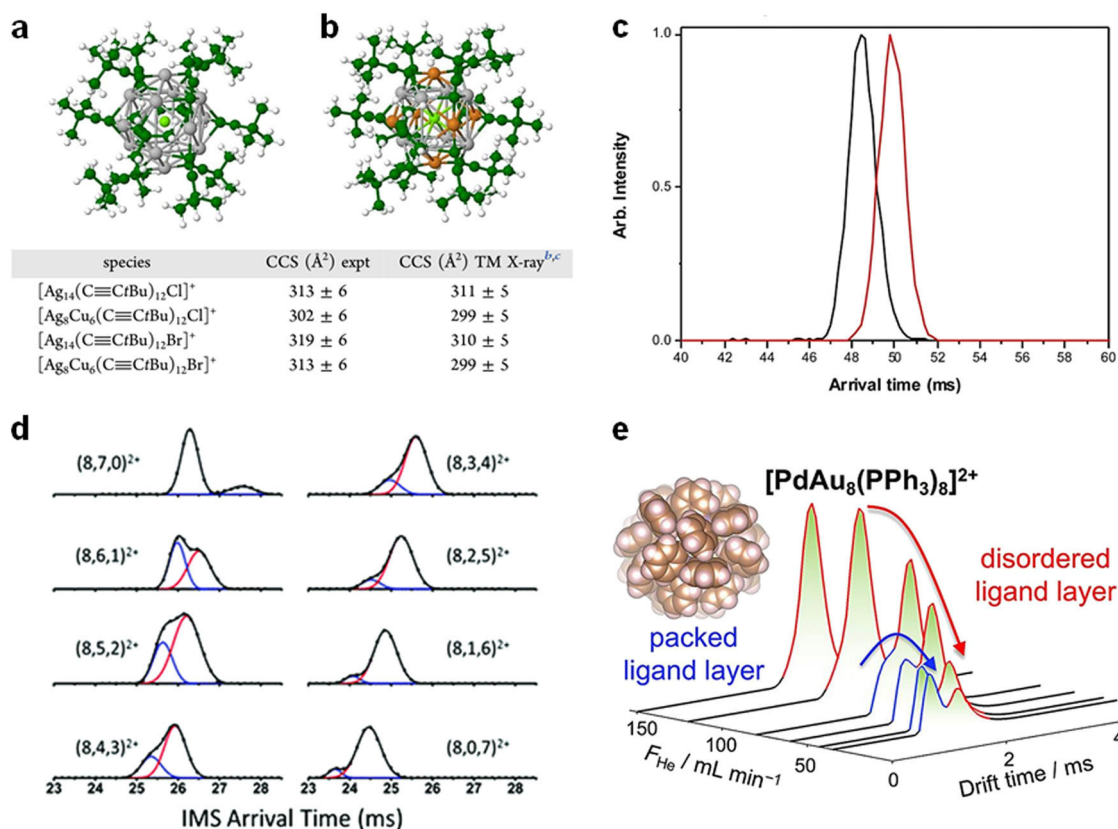 a
b
species CCS (Å²) expt CCS (Å²) TM X-ray^b,c
[Ag₁₄(C≡CtBu)₁₂Cl]⁺ 313 ± 6 311 ± 5
[Ag₈Cu₆(C≡CtBu)₁₂Cl]⁺ 302 ± 6 299 ± 5
[Ag₁₄(C≡CtBu)₁₂Br]⁺ 319 ± 6 310 ± 5
[Ag₈Cu₆(C≡CtBu)₁₂Br]⁺ 313 ± 6 299 ± 5
c
1.0
0.5
0.0
Arb. Intensity
40 42 44 46 48 50 52 54 56 58 60
Arrival time (ms)
d
(8,7,0)²⁺ (8,3,4)²⁺
(8,6,1)²⁺ (8,2,5)²⁺
(8,5,2)²⁺ (8,1,6)²⁺
(8,4,3)²⁺ (8,0,7)²⁺
23 24 25 26 27 28 23 24 25 26 27 28
IMS Arrival Time (ms)
e
[PdAu₈(PPh₃)₈]²⁺
disordered
ligand layer
packed
ligand layer
150 100 50 0 2 4
F_He / mL min⁻¹
Drift time / ms